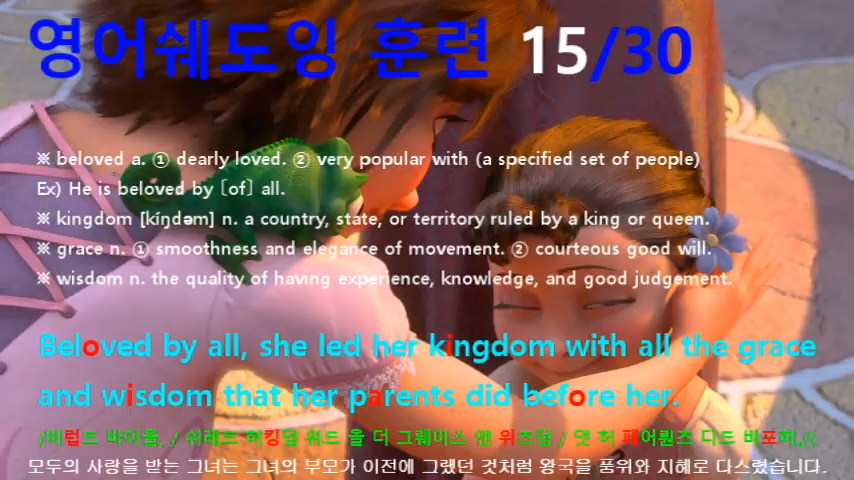 영어쉐도잉 훈련 15/30
※ beloved a. ① dearly loved. ② very popular with (a specified set of people)
Ex) He is beloved by [of] all.
※ kingdom [kíŋdəm] n. a country, state, or territory ruled by a king or queen.
※ grace n. ① smoothness and elegance of movement. ② courteous good will.
※ wisdom n. the quality of having experience, knowledge, and good judgement.
Beloved by all, she led her kingdom with all the grace
and wisdom that her parents did before her.
/비럽드 바이올, / 쉬레드 허킹덤 위드 올 더 그뤠이스 앤 위즈덤 / 댓 허 페어뤈츠 디드 비포허./
모두의 사랑을 받는 그녀는 그녀의 부모가 이전에 그랬던 것처럼 왕국을 품위와 지혜로 다스렸습니다.